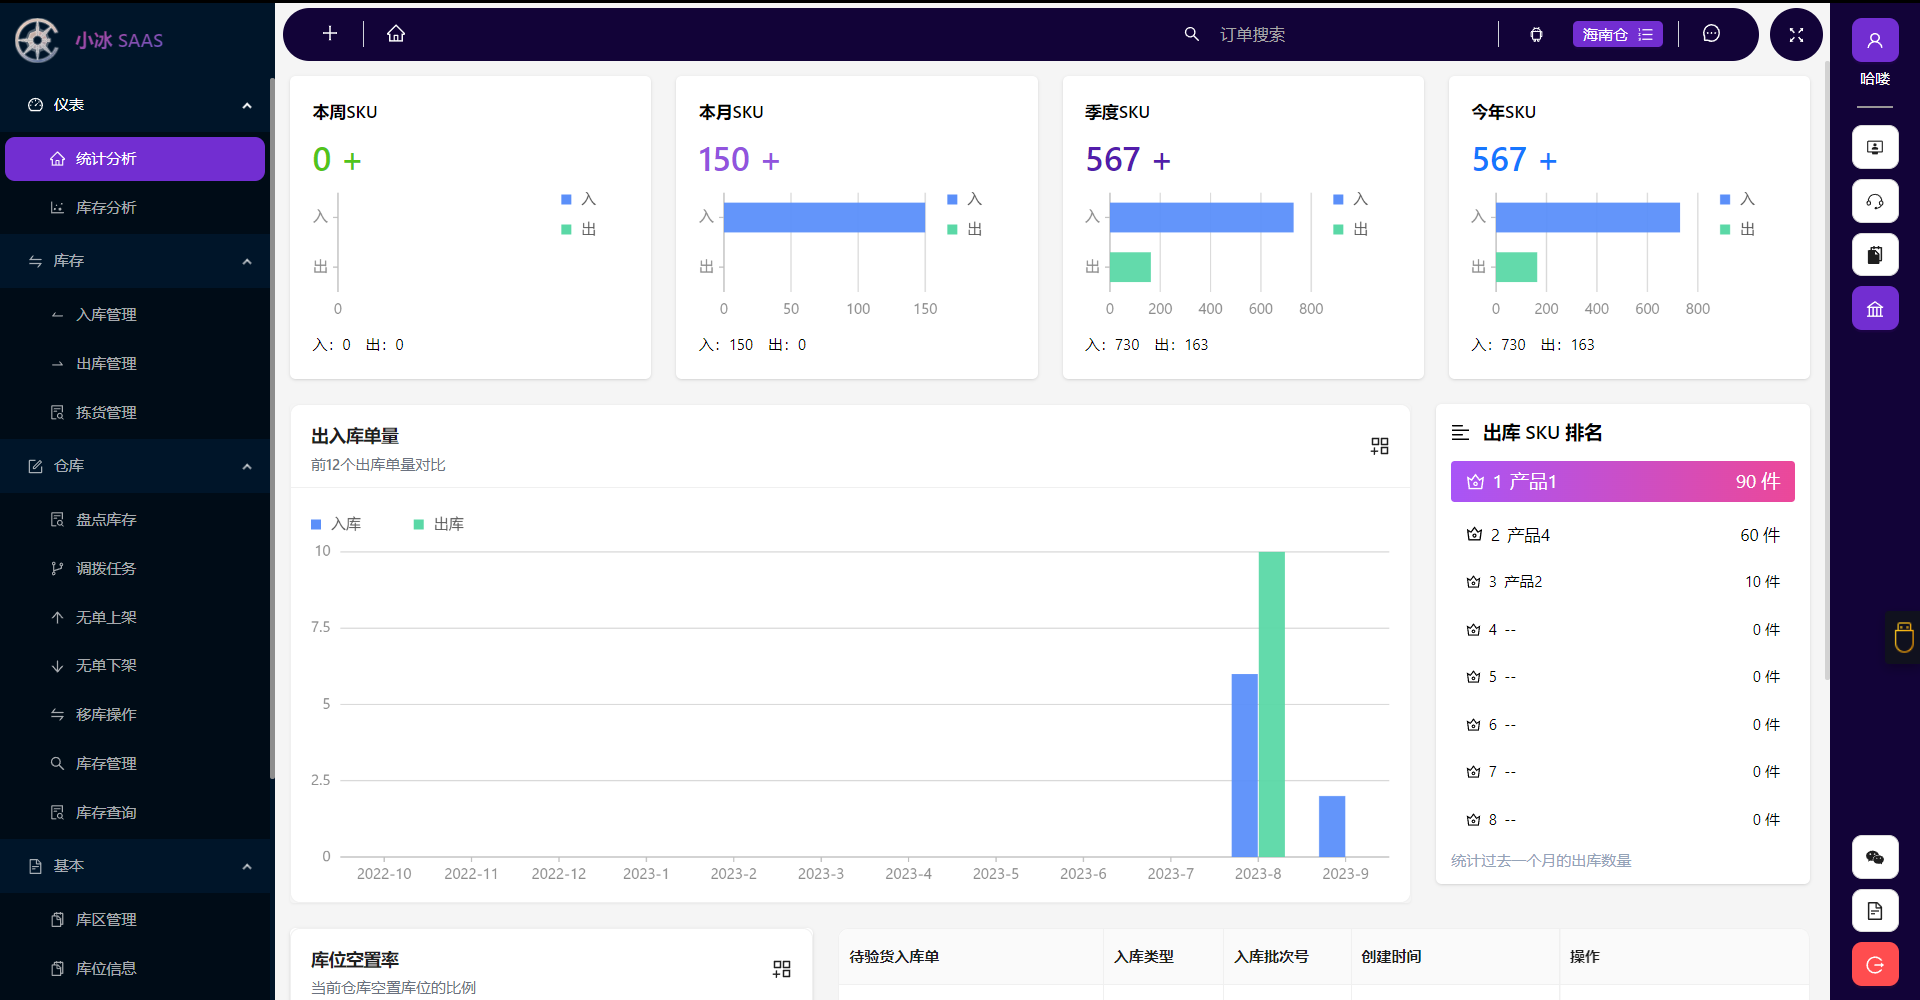 小冰 SAAS
仪表
统计分析
库存分析
库存
入库管理
出库管理
拣货管理
仓库
盘点库存
调拨任务
无单上架
无单下架
移库操作
库存管理
库存查询
基本
库区管理
库位信息
订单搜索
海南仓
哈喽
本周SKU
0 +
入
出
入
出
0
入：0 出：0
本月SKU
150 +
入
出
入
出
0 50 100 150
入：150 出：0
季度SKU
567 +
入
出
入
出
0 200 400 600 800
入：730 出：163
今年SKU
567 +
入
出
入
出
0 200 400 600 800
入：730 出：163
出入库单量
前12个出库单量对比
入库 出库
10
7.5
5
2.5
0
2022-10 2022-11 2022-12 2023-1 2023-2 2023-3 2023-4 2023-5 2023-6 2023-7 2023-8 2023-9
出库 SKU 排名
1 产品1 90 件
2 产品4 60 件
3 产品2 10 件
4 -- 0 件
5 -- 0 件
6 -- 0 件
7 -- 0 件
8 -- 0 件
统计过去一个月的出库数量
库位空置率
当前仓库空置库位的比例
待验货入库单 入库类型 入库批次号 创建时间 操作